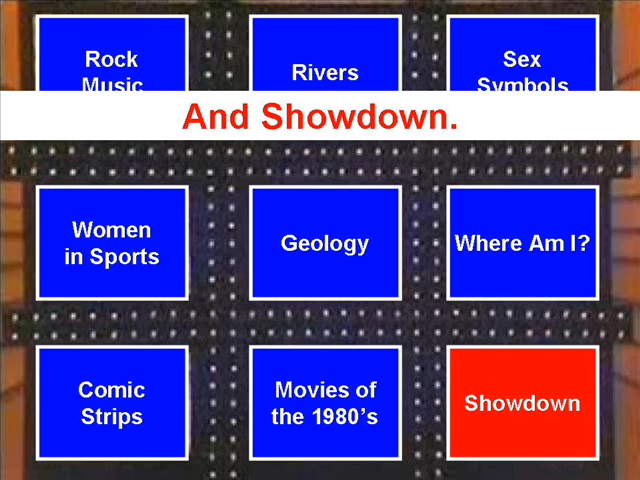 Rock
Music
Rivers
Sex
Symbols
And Showdown.
Women
in Sports
Geology
Where Am I?
Comic
Strips
Movies of
the 1980's
Showdown